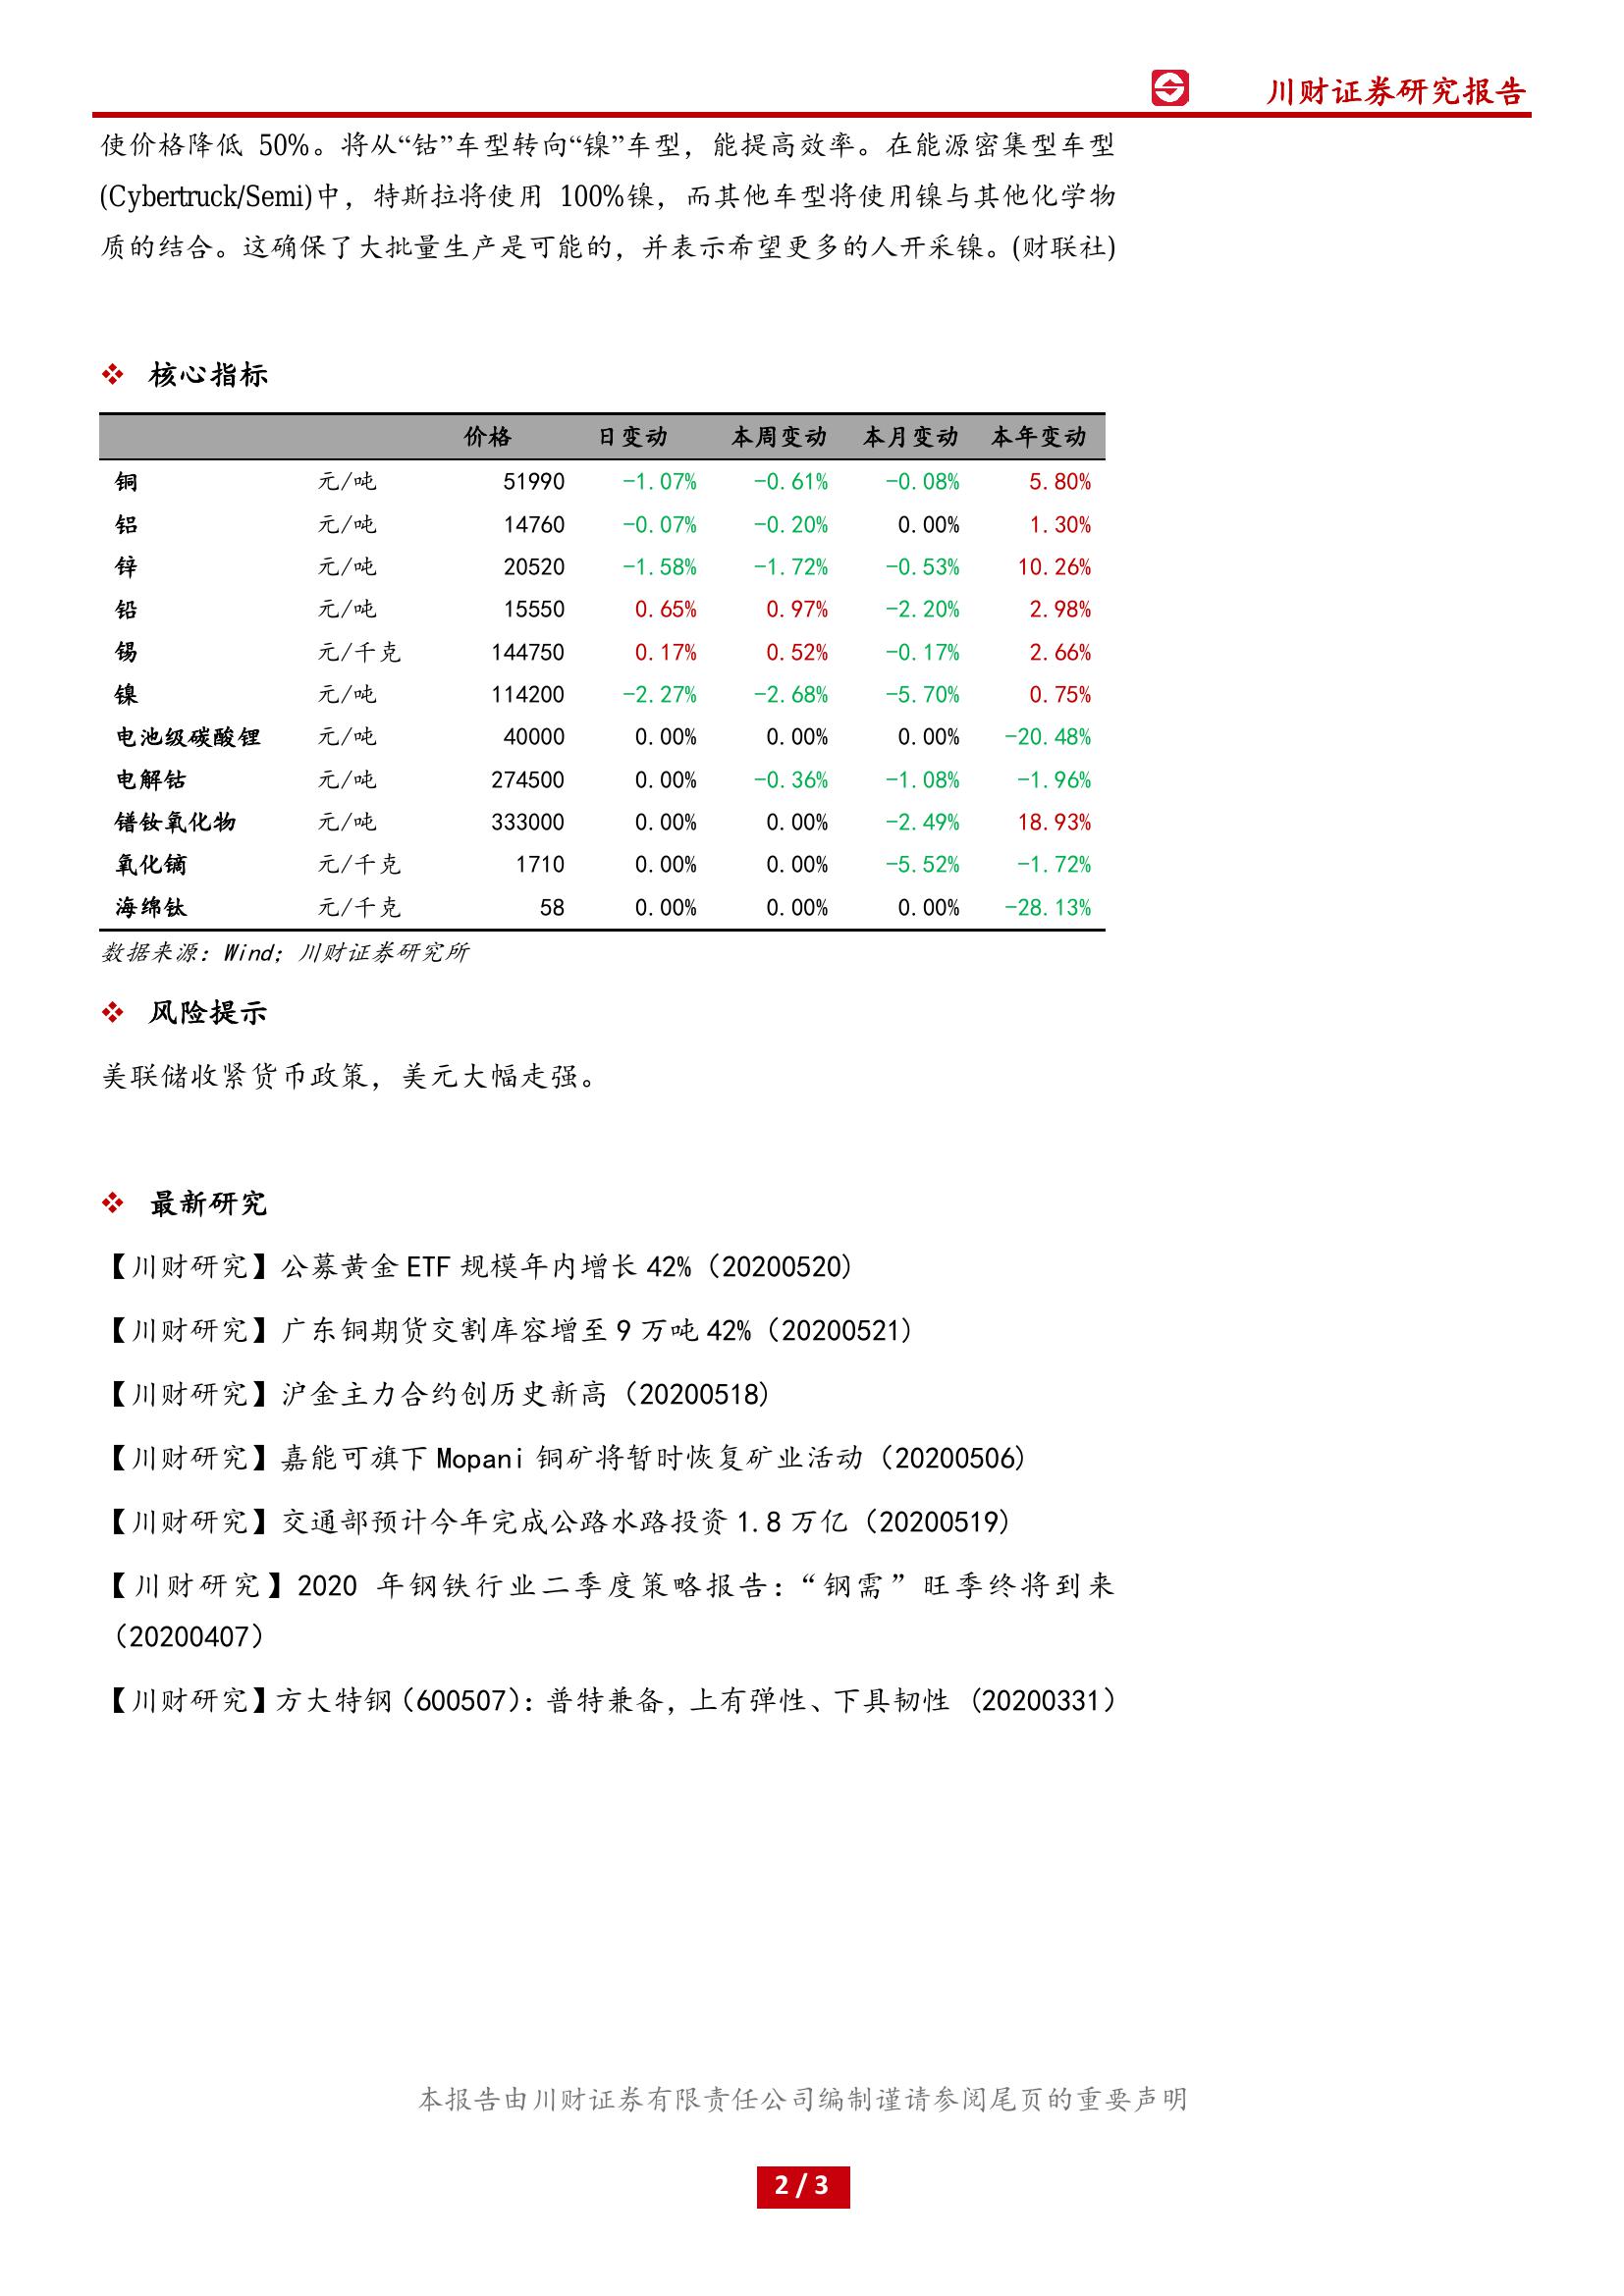 川财证券研究报告
使价格降低 50%。将从“钴”车型转向“镍”车型，能提高效率。在能源密集型车型
(Cybertruck/Semi)中，特斯拉将使用 100%镍，而其他车型将使用镍与其他化学物
质的结合。这确保了大批量生产是可能的，并表示希望更多的人开采镍。(财联社)
核心指标
价格 日变动 本周变动 本月变动 本年变动
铜 元/吨 51990 -1.07% -0.61% -0.08% 5.80%
铝 元/吨 14760 -0.07% -0.20% 0.00% 1.30%
锌 元/吨 20520 -1.58% -1.72% -0.53% 10.26%
铅 元/吨 15550 0.65% 0.97% -2.20% 2.98%
锡 元/千克 144750 0.17% 0.52% -0.17% 2.66%
镍 元/吨 114200 -2.27% -2.68% -5.70% 0.75%
电池级碳酸锂 元/吨 40000 0.00% 0.00% 0.00% -20.48%
电解钴 元/吨 274500 0.00% -0.36% -1.08% -1.96%
镨钕氧化物 元/吨 333000 0.00% 0.00% -2.49% 18.93%
氧化镝 元/千克 1710 0.00% 0.00% -5.52% -1.72%
海绵钛 元/千克 58 0.00% 0.00% 0.00% -28.13%
数据来源：Wind；川财证券研究所
风险提示
美联储收紧货币政策，美元大幅走强。
最新研究
【川财研究】公募黄金 ETF 规模年内增长 42%（20200520）
【川财研究】广东铜期货交割库容增至 9 万吨 42%（20200521）
【川财研究】沪金主力合约创历史新高（20200518）
【川财研究】嘉能可旗下 Mopani 铜矿将暂时恢复矿业活动（20200506）
【川财研究】交通部预计今年完成公路水路投资 1.8 万亿（20200519）
【川财研究】2020 年钢铁行业二季度策略报告：“钢需”旺季终将到来
（20200407）
【川财研究】方大特钢（600507）：普特兼备，上有弹性、下具韧性（20200331）
本报告由川财证券有限责任公司编制谨请参阅尾页的重要声明
2 / 3